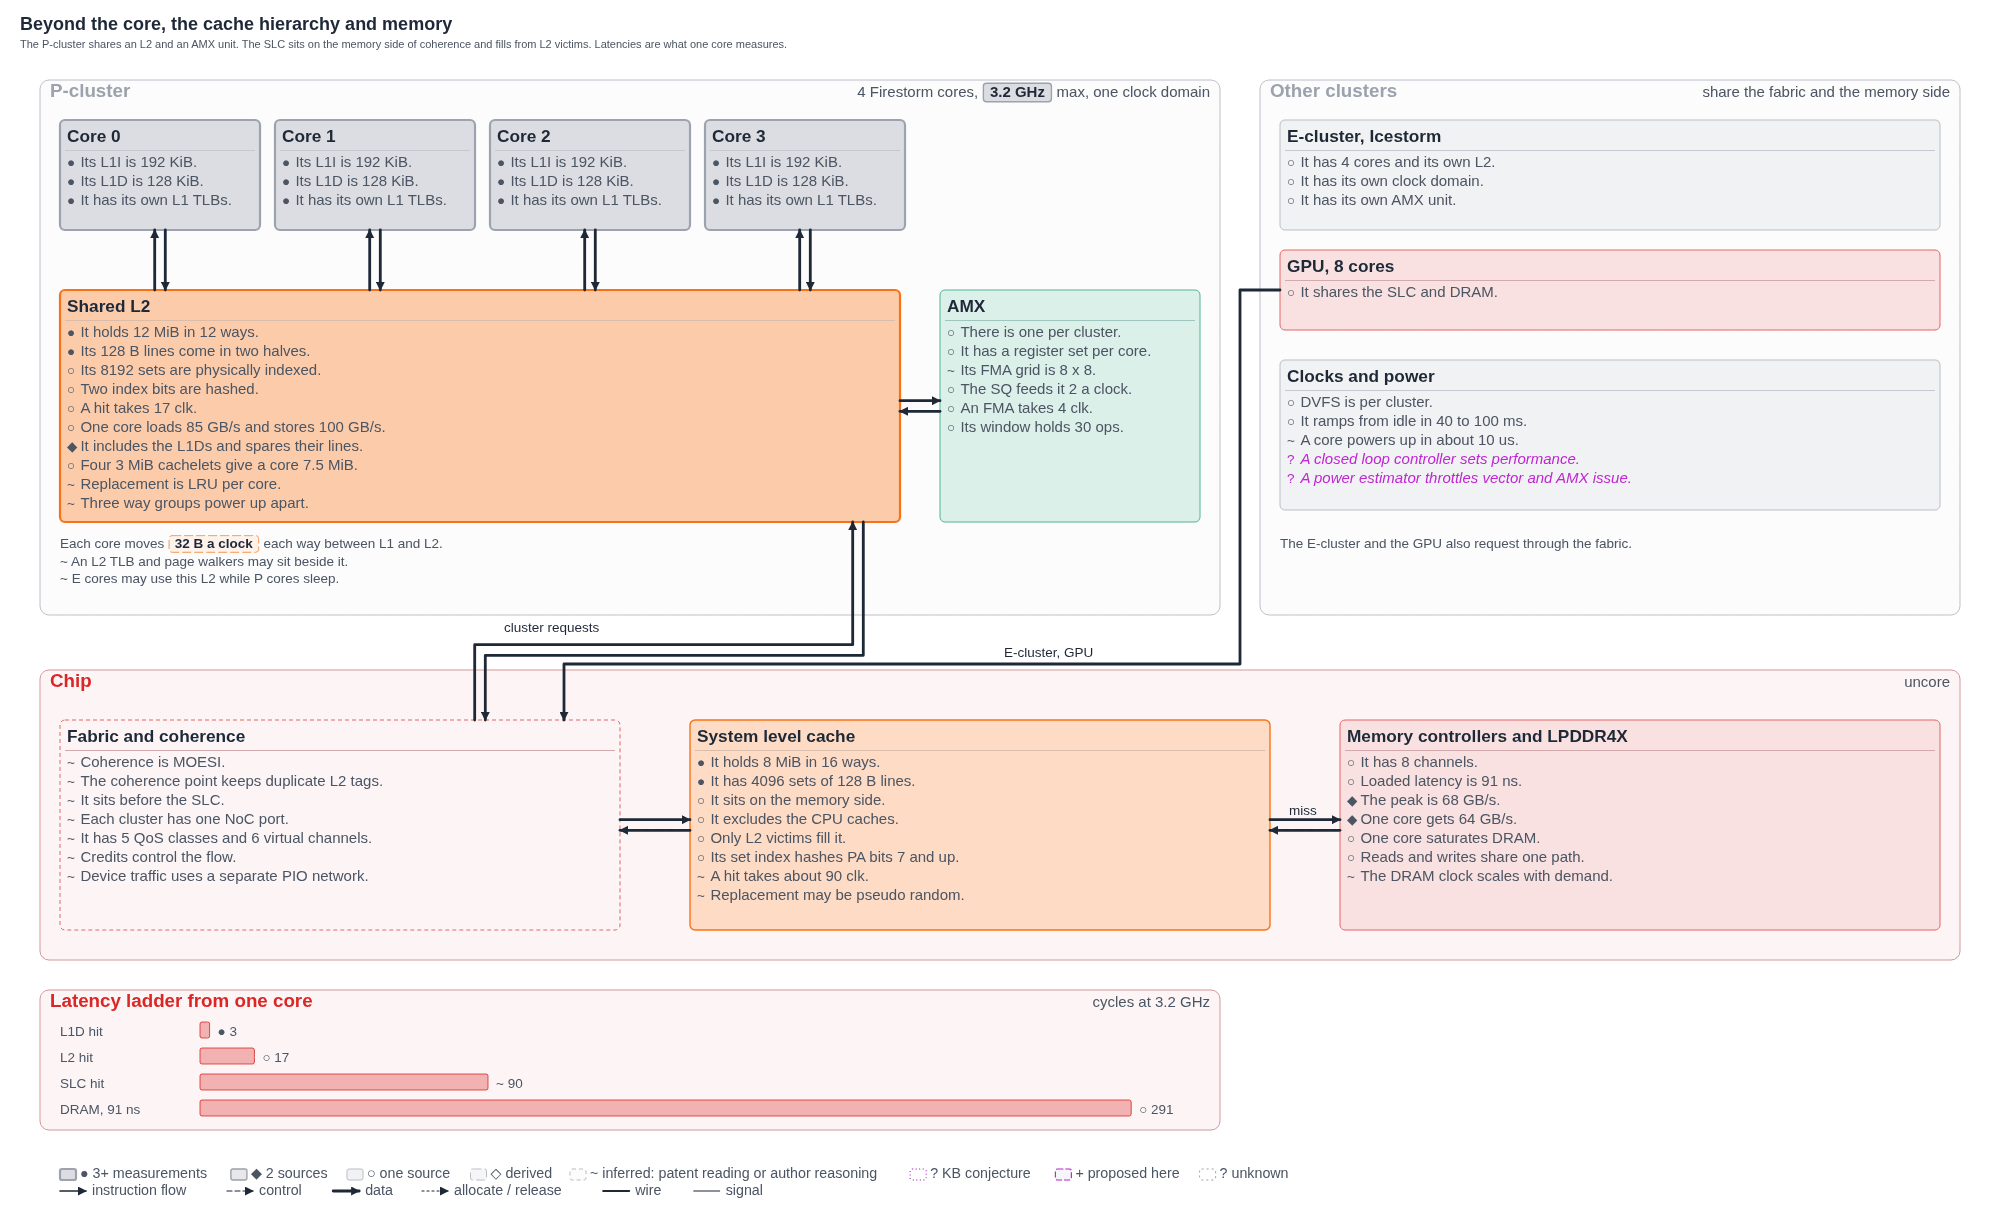 Beyond the core, the cache hierarchy and memory
The P-cluster shares an L2 and an AMX unit. The SLC sits on the memory side of coherence and fills from L2 victims. Latencies are what one core measures.
P-cluster
4 Firestorm cores, 3.2 GHz max, one clock domain
Core 0
● Its L1I is 192 KiB.
● Its L1D is 128 KiB.
● It has its own L1 TLBs.
Core 1
● Its L1I is 192 KiB.
● Its L1D is 128 KiB.
● It has its own L1 TLBs.
Core 2
● Its L1I is 192 KiB.
● Its L1D is 128 KiB.
● It has its own L1 TLBs.
Core 3
● Its L1I is 192 KiB.
● Its L1D is 128 KiB.
● It has its own L1 TLBs.
Shared L2
● It holds 12 MiB in 12 ways.
● Its 128 B lines come in two halves.
○ Its 8192 sets are physically indexed.
○ Two index bits are hashed.
○ A hit takes 17 clk.
○ One core loads 85 GB/s and stores 100 GB/s.
◆ It includes the L1Ds and spares their lines.
○ Four 3 MiB cachelets give a core 7.5 MiB.
~ Replacement is LRU per core.
~ Three way groups power up apart.
AMX
○ There is one per cluster.
○ It has a register set per core.
~ Its FMA grid is 8 x 8.
○ The SQ feeds it 2 a clock.
○ An FMA takes 4 clk.
○ Its window holds 30 ops.
Each core moves 32 B a clock each way between L1 and L2.
~ An L2 TLB and page walkers may sit beside it.
~ E cores may use this L2 while P cores sleep.
Other clusters
share the fabric and the memory side
E-cluster, Icestorm
○ It has 4 cores and its own L2.
○ It has its own clock domain.
○ It has its own AMX unit.
GPU, 8 cores
○ It shares the SLC and DRAM.
Clocks and power
○ DVFS is per cluster.
○ It ramps from idle in 40 to 100 ms.
~ A core powers up in about 10 us.
? A closed loop controller sets performance.
? A power estimator throttles vector and AMX issue.
The E-cluster and the GPU also request through the fabric.
cluster requests
E-cluster, GPU
Chip
uncore
Fabric and coherence
~ Coherence is MOESI.
~ The coherence point keeps duplicate L2 tags.
~ It sits before the SLC.
~ Each cluster has one NoC port.
~ It has 5 QoS classes and 6 virtual channels.
~ Credits control the flow.
~ Device traffic uses a separate PIO network.
System level cache
● It holds 8 MiB in 16 ways.
● It has 4096 sets of 128 B lines.
○ It sits on the memory side.
○ It excludes the CPU caches.
○ Only L2 victims fill it.
○ Its set index hashes PA bits 7 and up.
~ A hit takes about 90 clk.
~ Replacement may be pseudo random.
miss
Memory controllers and LPDDR4X
○ It has 8 channels.
○ Loaded latency is 91 ns.
◆ The peak is 68 GB/s.
◆ One core gets 64 GB/s.
○ One core saturates DRAM.
○ Reads and writes share one path.
~ The DRAM clock scales with demand.
Latency ladder from one core
cycles at 3.2 GHz
L1D hit ● 3
L2 hit ○ 17
SLC hit ~ 90
DRAM, 91 ns ○ 291
● 3+ measurements ◆ 2 sources ○ one source ◇ derived ~ inferred: patent reading or author reasoning ? KB conjecture + proposed here ? unknown
instruction flow control data allocate / release wire signal